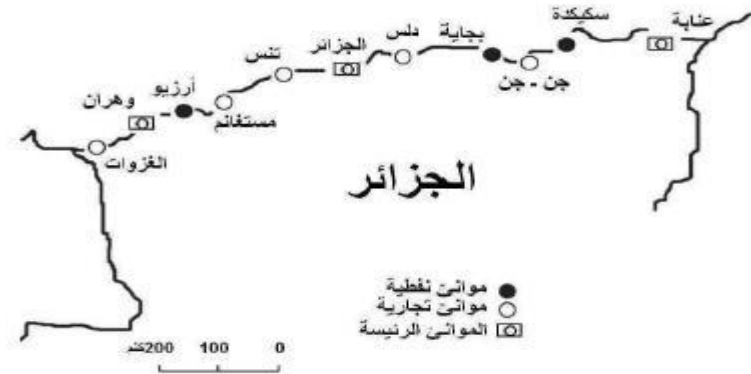 عنابة
سكيكدة
جن - جن
بجاية
دلس
الجزائر
تنس
مستغانم
أرزيو
وهران
الغزوات
الجزائر
موانئ نفطية
موانئ تجارية
الموانئ الرئيسة
0 100 200كم